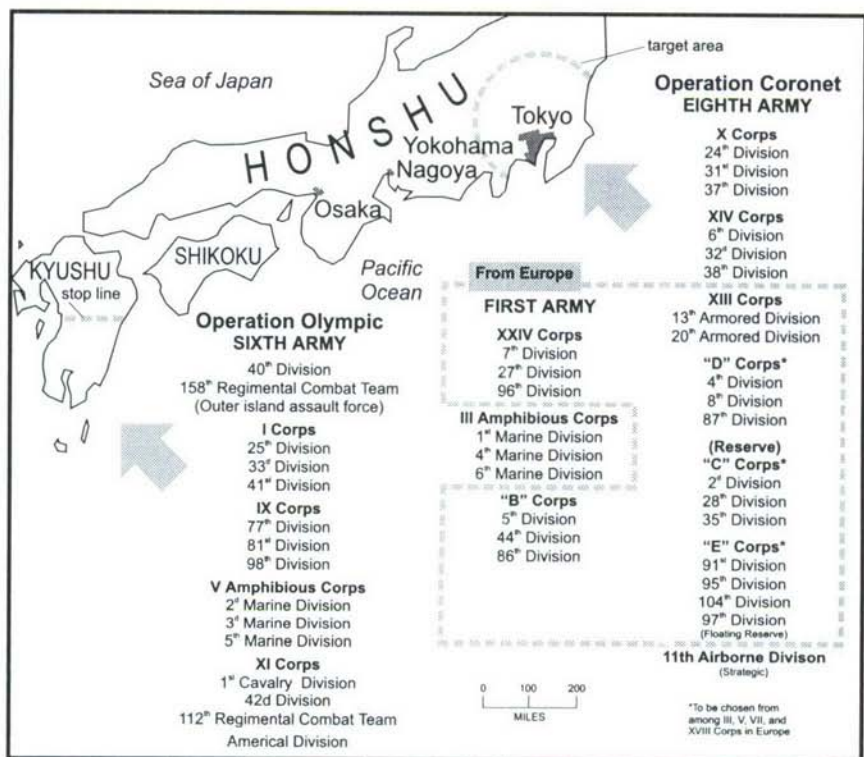 target area
Sea of Japan
HONSHU
Tokyo
Yokohama
Nagoya
Osaka
KYUSHU
stop line
SHIKOKU
Pacific
Ocean
Operation Olympic
SIXTH ARMY
40th Division
158th Regimental Combat Team
(Outer island assault force)
I Corps
25th Division
33d Division
41st Division
IX Corps
77th Division
81st Division
98th Division
V Amphibious Corps
2d Marine Division
3d Marine Division
5th Marine Division
XI Corps
1st Cavalry Division
42d Division
112th Regimental Combat Team
Americal Division
From Europe
FIRST ARMY
XXIV Corps
7th Division
27th Division
96th Division
III Amphibious Corps
1st Marine Division
4th Marine Division
6th Marine Division
"B" Corps
5th Division
44th Division
86th Division
0 100 200
MILES
Operation Coronet
EIGHTH ARMY
X Corps
24th Division
31st Division
37th Division
XIV Corps
6th Division
32d Division
38th Division
XIII Corps
13th Armored Division
20th Armored Division
"D" Corps*
4th Division
8th Division
87th Division
(Reserve)
"C" Corps*
2d Division
28th Division
35th Division
"E" Corps*
91st Division
95th Division
104th Division
97th Division
(Floating Reserve)
11th Airborne Divison
(Strategic)
*To be chosen from
among III, V, VII, and
XVIII Corps in Europe